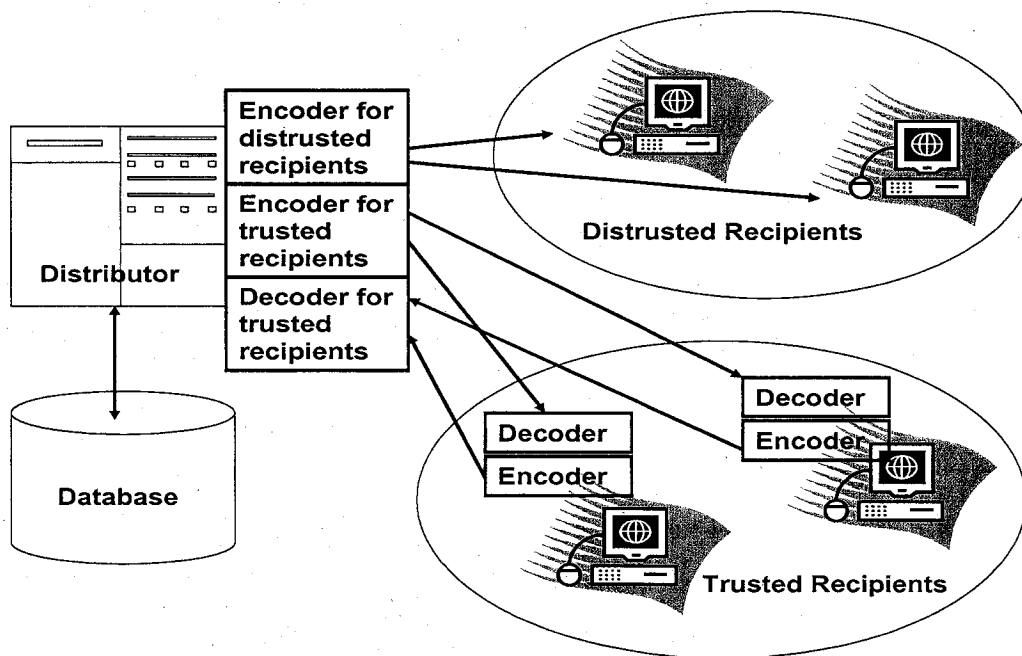 Encoder for
distrusted
recipients
Encoder for
trusted
recipients
Decoder for
trusted
recipients
Distributor
Database
Distrusted Recipients
Decoder
Encoder
Decoder
Encoder
Trusted Recipients